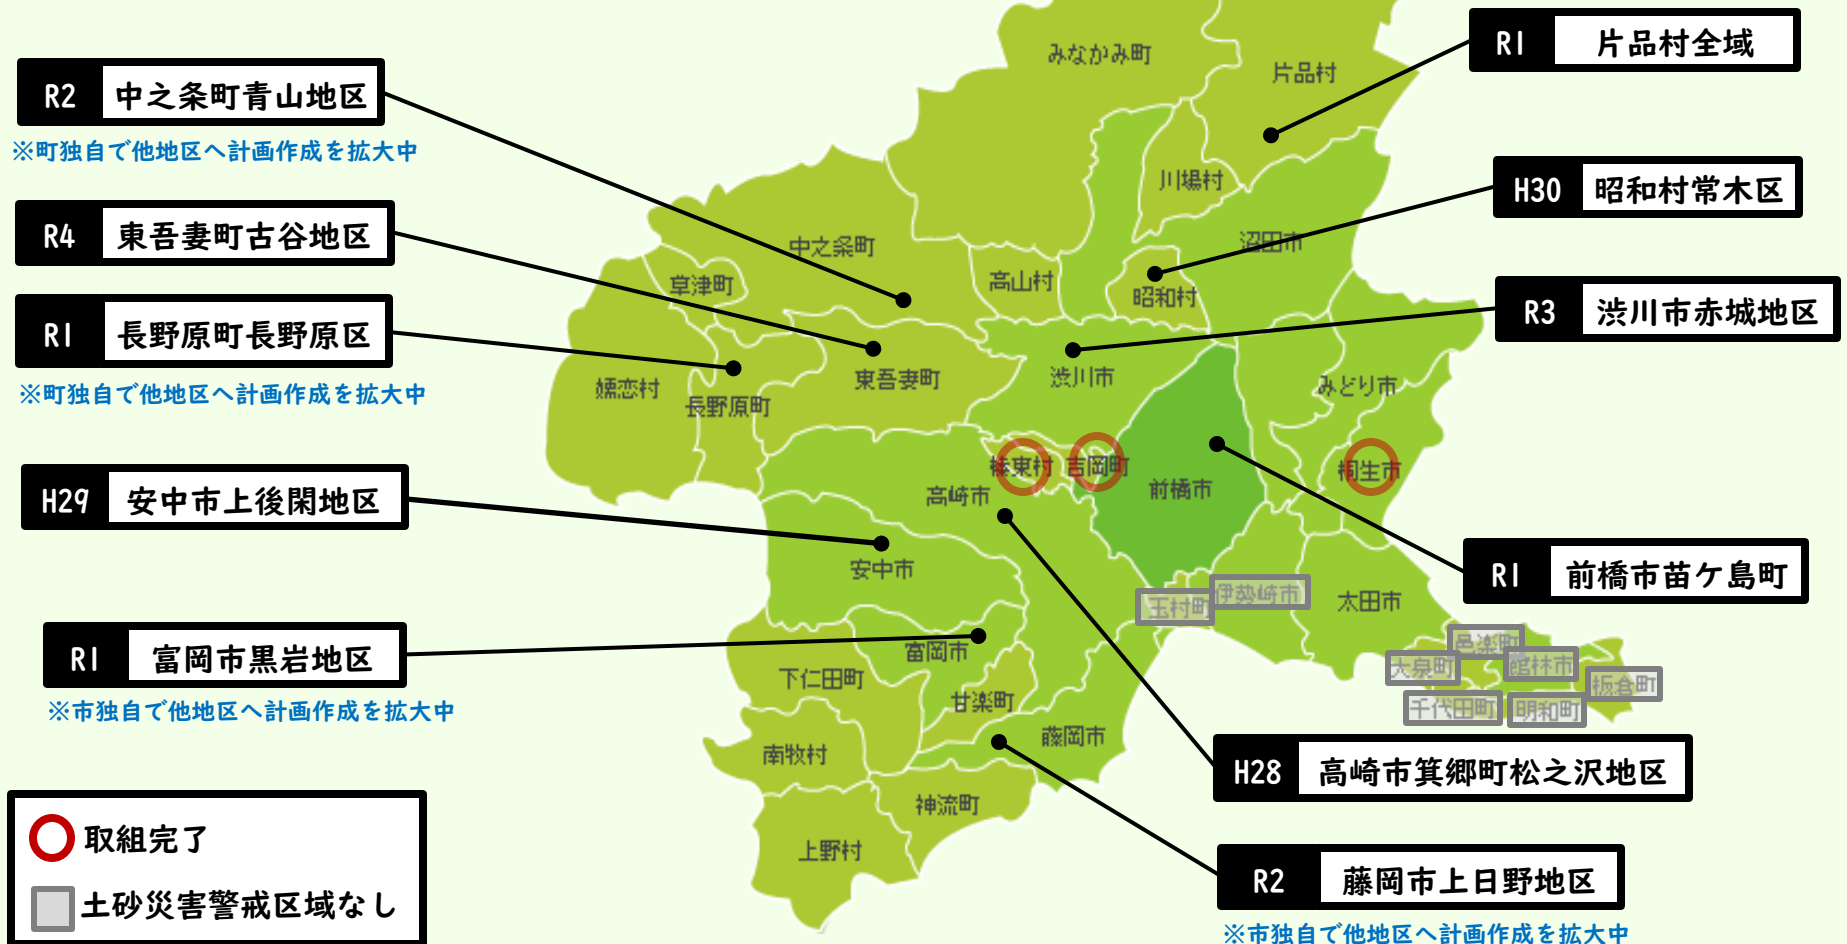 R2 中之条町青山地区
※町独自で他地区へ計画作成を拡大中
R4 東吾妻町古谷地区
R1 長野原町長野原区
※町独自で他地区へ計画作成を拡大中
H29 安中市上後閑地区
R1 富岡市黒岩地区
※市独自で他地区へ計画作成を拡大中
取組完了
土砂災害警戒区域なし
みなかみ町
片品村
川場村
沼田市
中之条町
草津町
高山村
昭和村
嬬恋村
長野原町
東吾妻町
渋川市
みどり市
榛東村
吉岡町
桐生市
高崎市
前橋市
安中市
玉村町
伊勢崎市
太田市
富岡市
下仁田町
甘楽町
邑楽町
大泉町
館林市
板倉町
千代田町
明和町
南牧村
藤岡市
神流町
上野村
R1 片品村全域
H30 昭和村常木区
R3 渋川市赤城地区
R1 前橋市苗ケ島町
H28 高崎市箕郷町松之沢地区
R2 藤岡市上日野地区
※市独自で他地区へ計画作成を拡大中